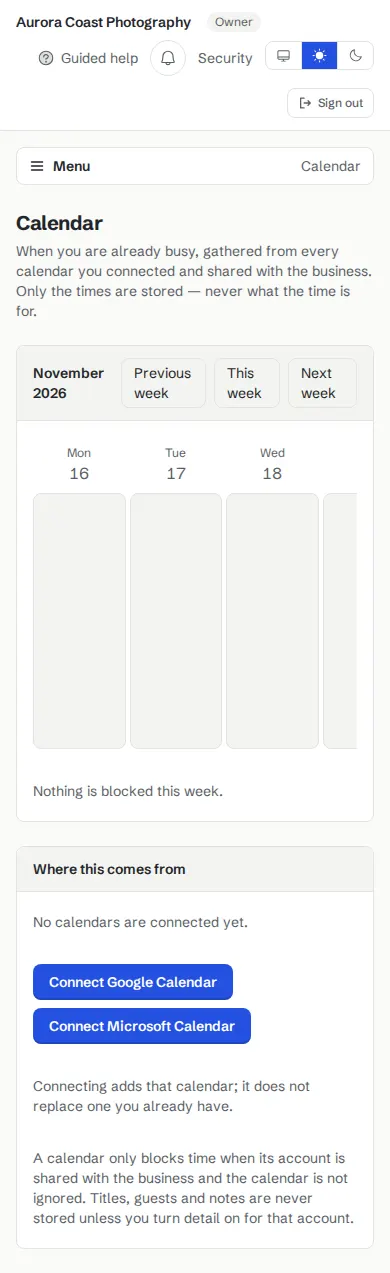 Aurora Coast Photography Owner
Guided help Security
Sign out
Menu Calendar
Calendar
When you are already busy, gathered from every
calendar you connected and shared with the business.
Only the times are stored — never what the time is
for.
November
2026
Previous
week
This
week
Next
week
Mon Tue Wed
16 17 18
Nothing is blocked this week.
Where this comes from
No calendars are connected yet.
Connect Google Calendar
Connect Microsoft Calendar
Connecting adds that calendar; it does not
replace one you already have.
A calendar only blocks time when its account is
shared with the business and the calendar is not
ignored. Titles, guests and notes are never
stored unless you turn detail on for that account.